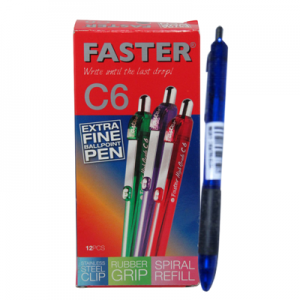 FASTER
Write until the last drop!
C6
EXTRA
FINE
BALLPOINT
PEN
12PCS
STAINLESS
STEEL
CLIP
RUBBER
GRIP
SPIRAL
REFILL